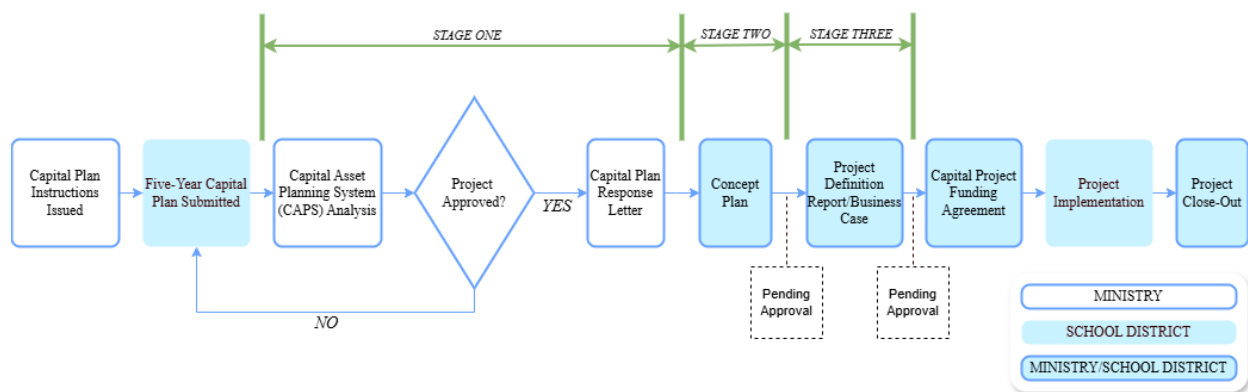 STAGE ONE
STAGE TWO
STAGE THREE
Capital Plan
Instructions
Issued
Five-Year Capital
Plan Submitted
Capital Asset
Planning System
(CAPS) Analysis
Project
Approved?
YES
NO
Capital Plan
Response
Letter
Concept
Plan
Project
Definition
Report/Business
Case
Capital Project
Funding
Agreement
Project
Implementation
Project
Close-Out
Pending
Approval
Pending
Approval
MINISTRY
SCHOOL DISTRICT
MINISTRY/SCHOOL DISTRICT